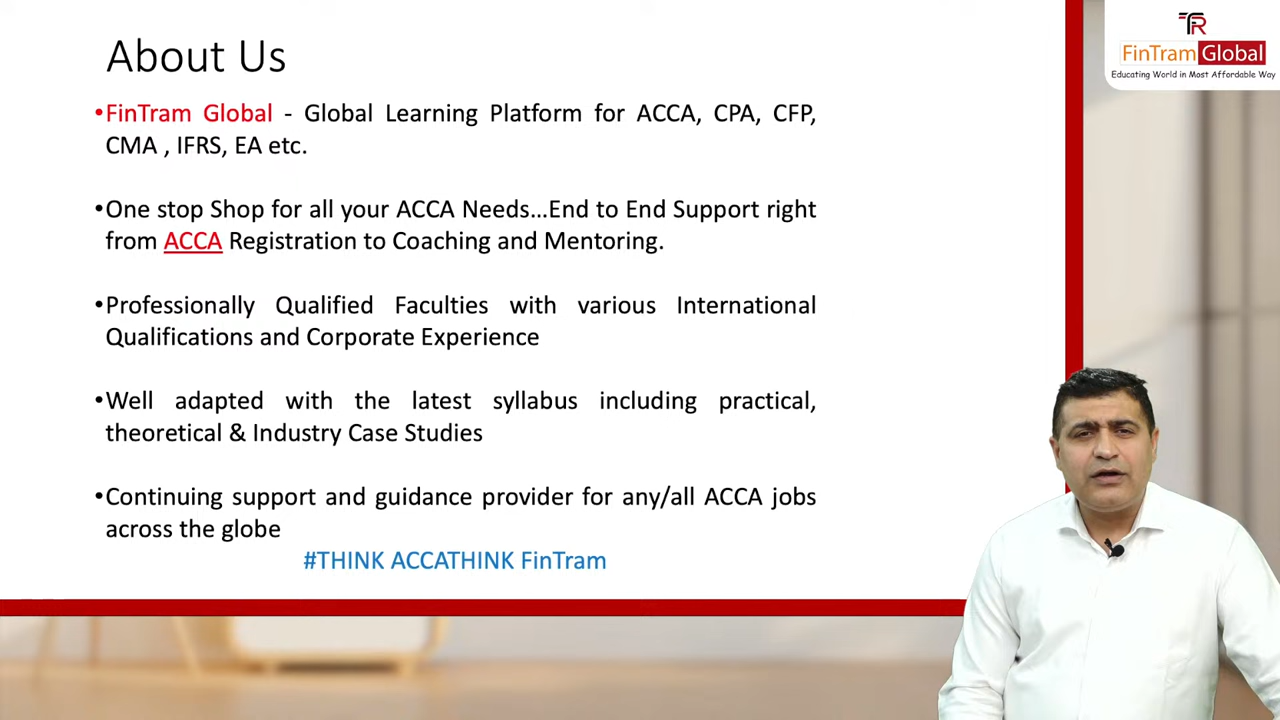 About Us
•FinTram Global - Global Learning Platform for ACCA, CPA, CFP,
CMA , IFRS, EA etc.
•One stop Shop for all your ACCA Needs...End to End Support right
from ACCA Registration to Coaching and Mentoring.
•Professionally Qualified Faculties with various International
Qualifications and Corporate Experience
•Well adapted with the latest syllabus including practical,
theoretical & Industry Case Studies
•Continuing support and guidance provider for any/all ACCA jobs
across the globe
#THINK ACCATHINK FinTram
FinTram Global
Educating World in Most Affordable Way